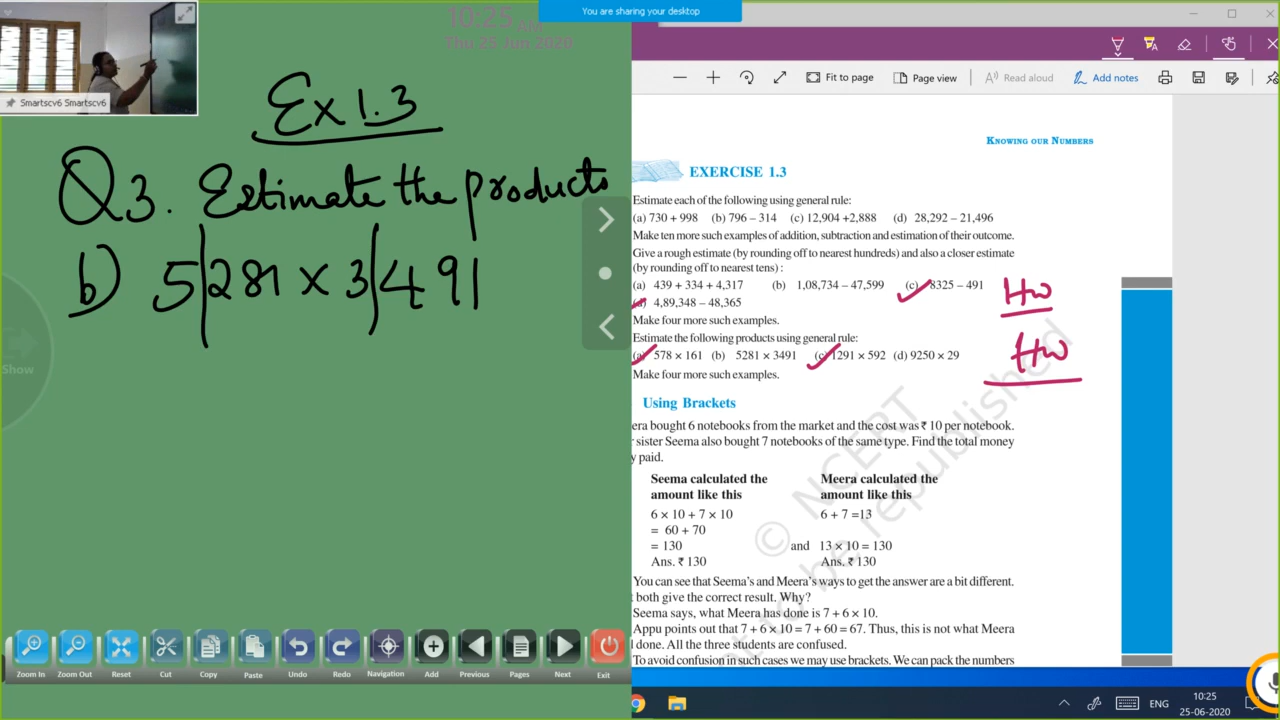 10:25 AM
Thu 25 Jun 2020
You are sharing your desktop
Smartscv6 Smartscv6
Ex 1.3
Q3. Estimate the products
b) 5|281 × 3|491
Show
Zoom In Zoom Out Reset Cut Copy Paste Undo Redo Navigation Add Previous Pages Next Exit
Fit to page Page view Read aloud Add notes
KNOWING OUR NUMBERS
EXERCISE 1.3
Estimate each of the following using general rule:
(a) 730 + 998 (b) 796 – 314 (c) 12,904 +2,888 (d) 28,292 – 21,496
Make ten more such examples of addition, subtraction and estimation of their outcome.
Give a rough estimate (by rounding off to nearest hundreds) and also a closer estimate
(by rounding off to nearest tens) :
(a) 439 + 334 + 4,317 (b) 1,08,734 – 47,599 (c) 8325 – 491 Hw
(d) 4,89,348 – 48,365
Make four more such examples.
Estimate the following products using general rule:
(a) 578 × 161 (b) 5281 × 3491 (c) 1291 × 592 (d) 9250 × 29 Hw
Make four more such examples.
Using Brackets
era bought 6 notebooks from the market and the cost was ₹ 10 per notebook.
sister Seema also bought 7 notebooks of the same type. Find the total money
y paid.
Seema calculated the Meera calculated the
amount like this amount like this
6 × 10 + 7 × 10 6 + 7 =13
= 60 + 70
= 130 and 13 × 10 = 130
Ans. ₹ 130 Ans. ₹ 130
You can see that Seema's and Meera's ways to get the answer are a bit different.
both give the correct result. Why?
Seema says, what Meera has done is 7 + 6 × 10.
Appu points out that 7 + 6 × 10 = 7 + 60 = 67. Thus, this is not what Meera
done. All the three students are confused.
To avoid confusion in such cases we may use brackets. We can pack the numbers
© NCERT
not to be republished
ENG
10:25
25-06-2020